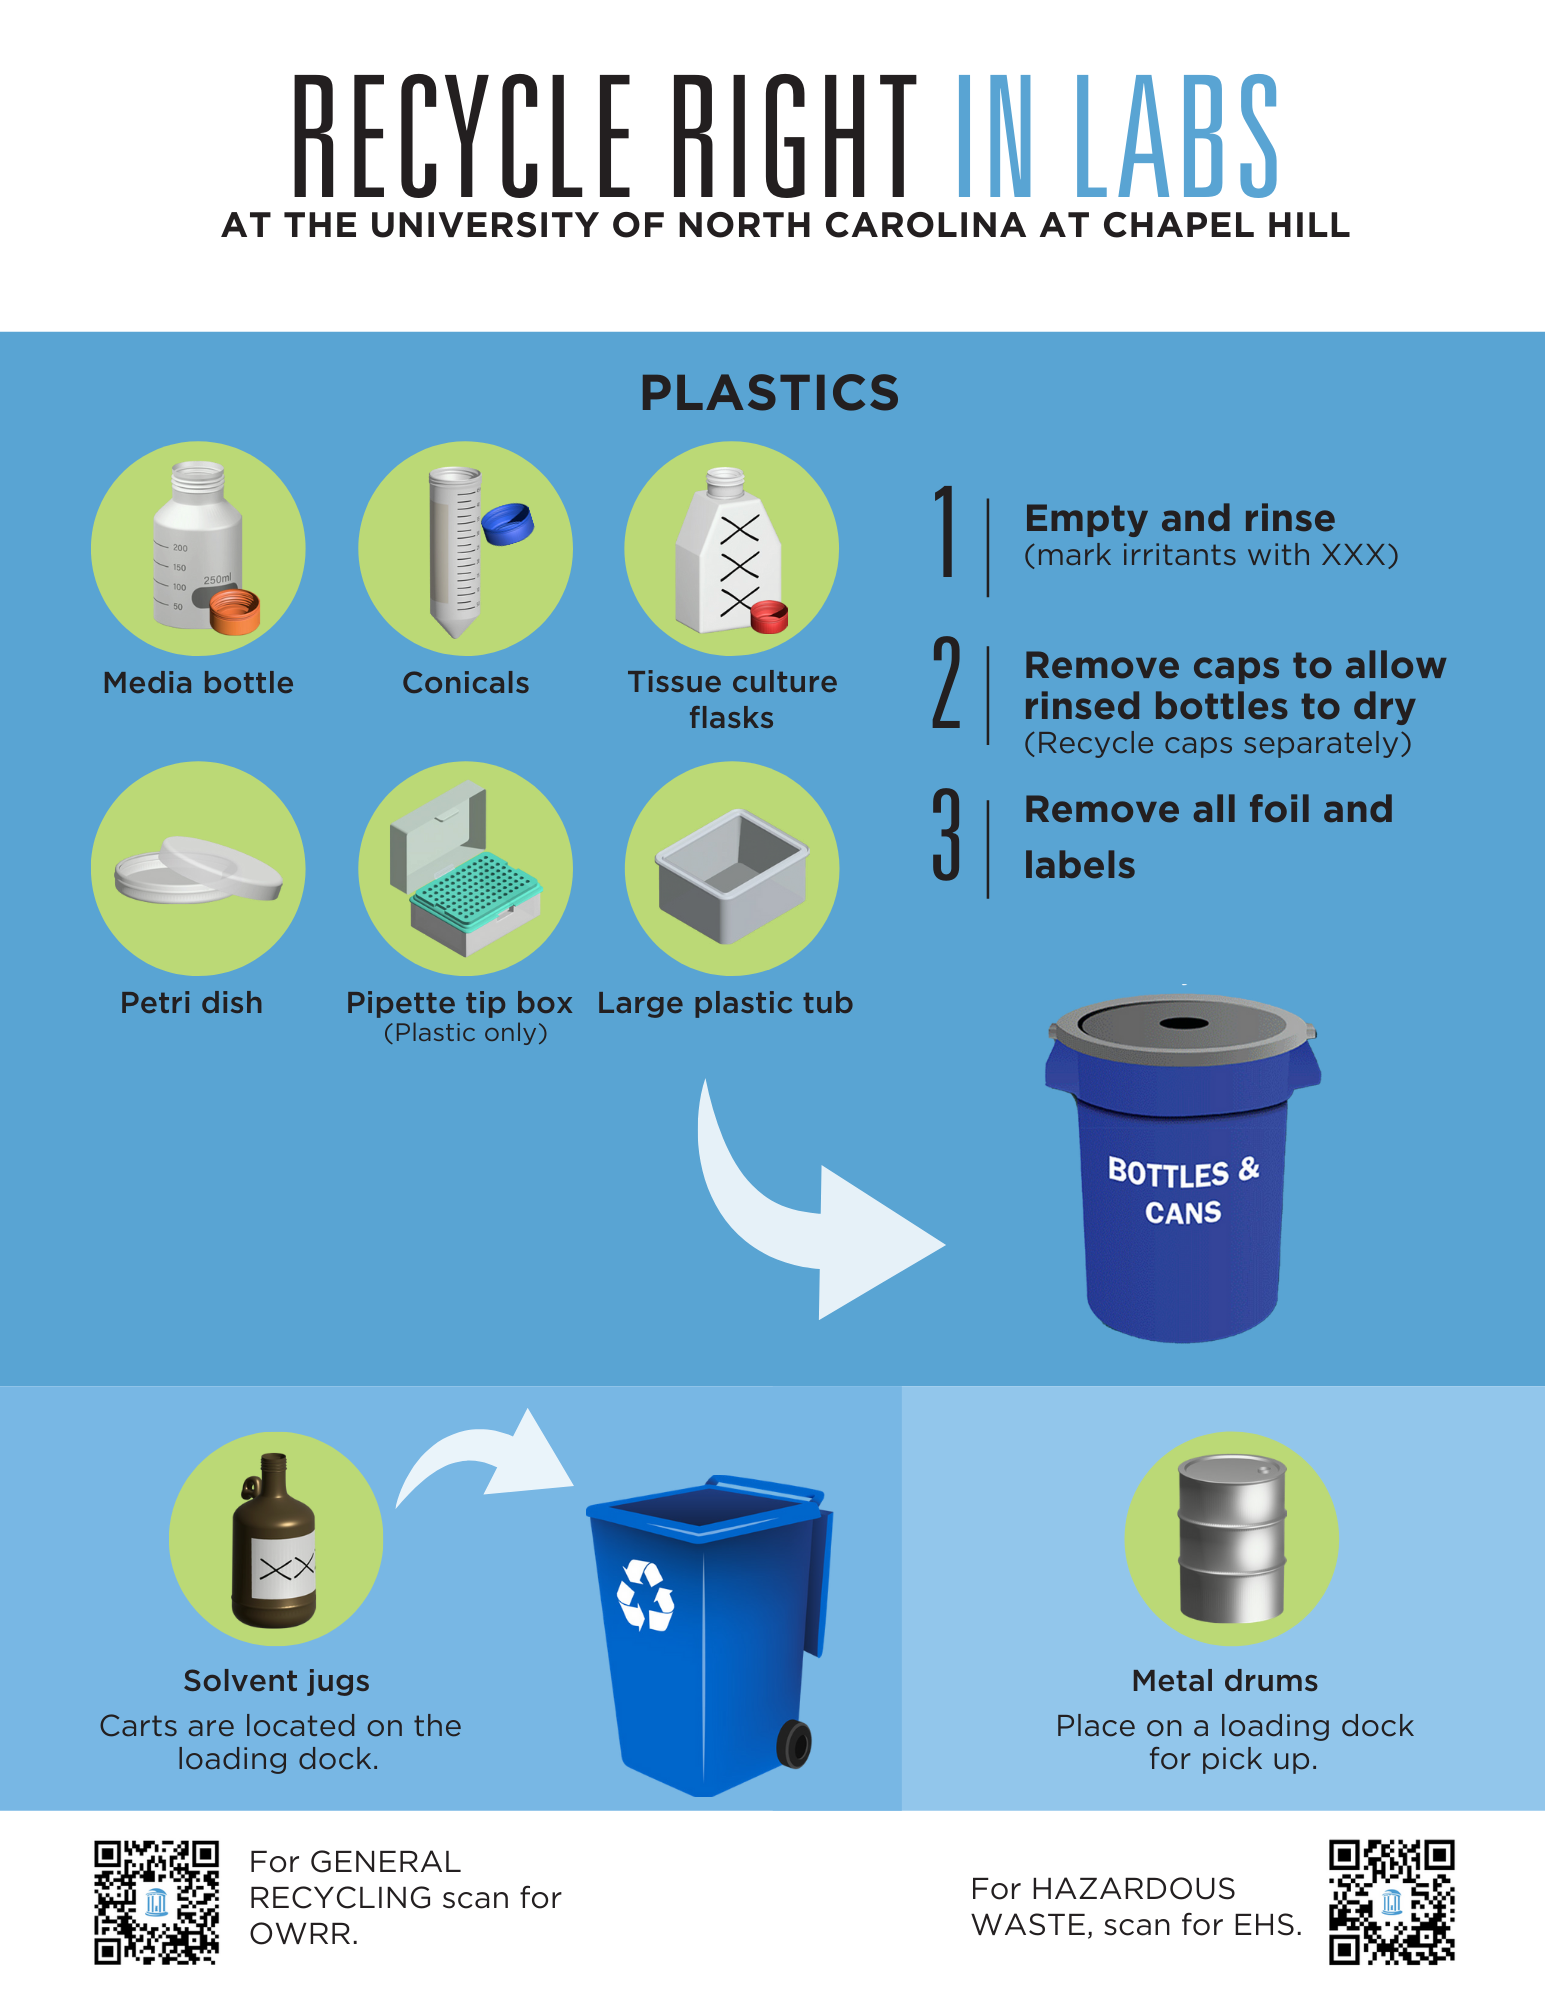 RECYCLE RIGHT IN LABS
AT THE UNIVERSITY OF NORTH CAROLINA AT CHAPEL HILL
PLASTICS
200
150
100
50
250ml
Media bottle
Conicals
Tissue culture
flasks
Petri dish
Pipette tip box
(Plastic only)
Large plastic tub
1
Empty and rinse
(mark irritants with XXX)
2
Remove caps to allow
rinsed bottles to dry
(Recycle caps separately)
3
Remove all foil and
labels
BOTTLES &
CANS
XX
Solvent jugs
Carts are located on the
loading dock.
Metal drums
Place on a loading dock
for pick up.
For GENERAL
RECYCLING scan for
OWRR.
For HAZARDOUS
WASTE, scan for EHS.